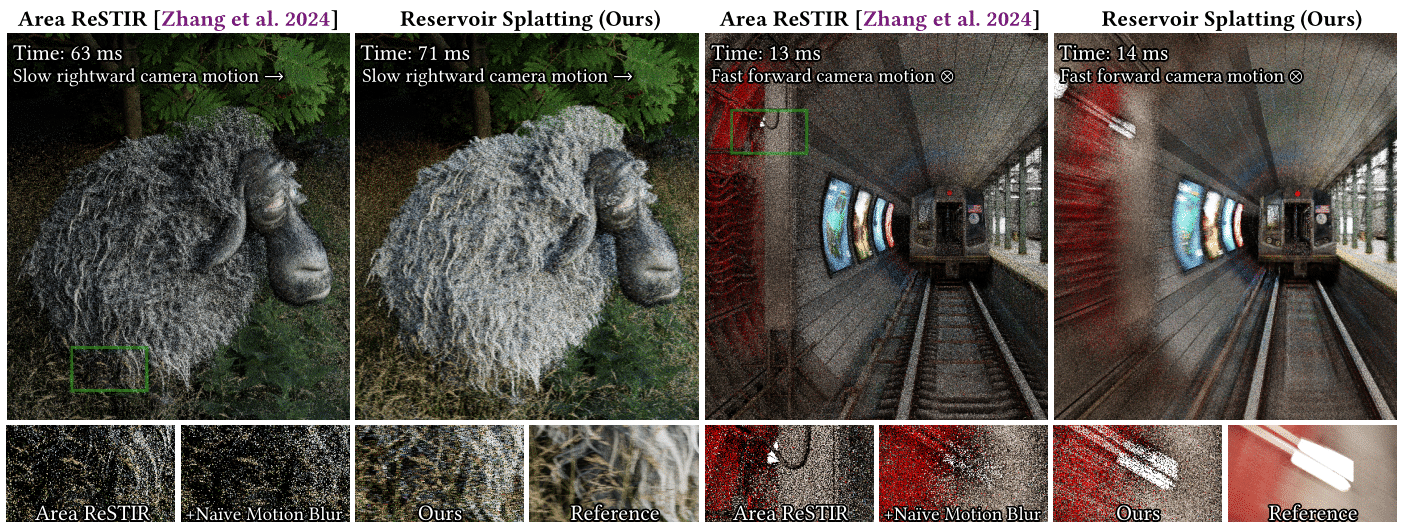 Area ReSTIR [Zhang et al. 2024]
Reservoir Splatting (Ours)
Area ReSTIR [Zhang et al. 2024]
Reservoir Splatting (Ours)
Time: 63 ms
Slow rightward camera motion →
Time: 71 ms
Slow rightward camera motion →
Time: 13 ms
Fast forward camera motion ⊗
Time: 14 ms
Fast forward camera motion ⊗
Area ReSTIR
+Naïve Motion Blur
Ours
Reference
Area ReSTIR
+Naïve Motion Blur
Ours
Reference